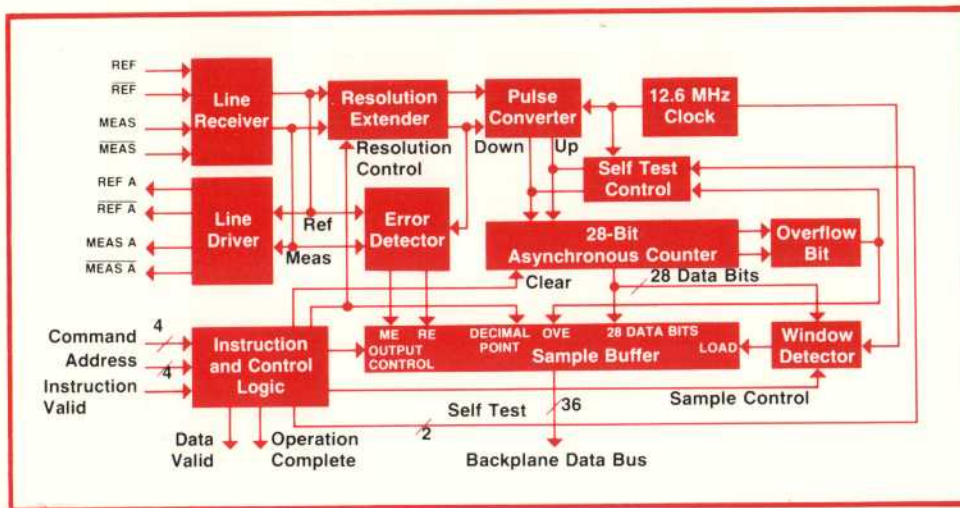 REF
REF
MEAS
MEAS
Line
Receiver
Resolution
Extender
Pulse
Converter
12.6 MHz
Clock
Resolution
Control
Down
Up
Self Test
Control
REF A
REF A
MEAS A
MEAS A
Line
Driver
Ref
Meas
Error
Detector
28-Bit
Asynchronous Counter
Overflow
Bit
Clear
28 Data Bits
Command
4
Address
4
Instruction
Valid
Instruction
and Control
Logic
ME RE DECIMAL OVE 28 DATA BITS
OUTPUT POINT LOAD
CONTROL Sample Buffer
Window
Detector
Sample Control
Self Test
36
2
Data
Valid
Operation
Complete
Backplane Data Bus